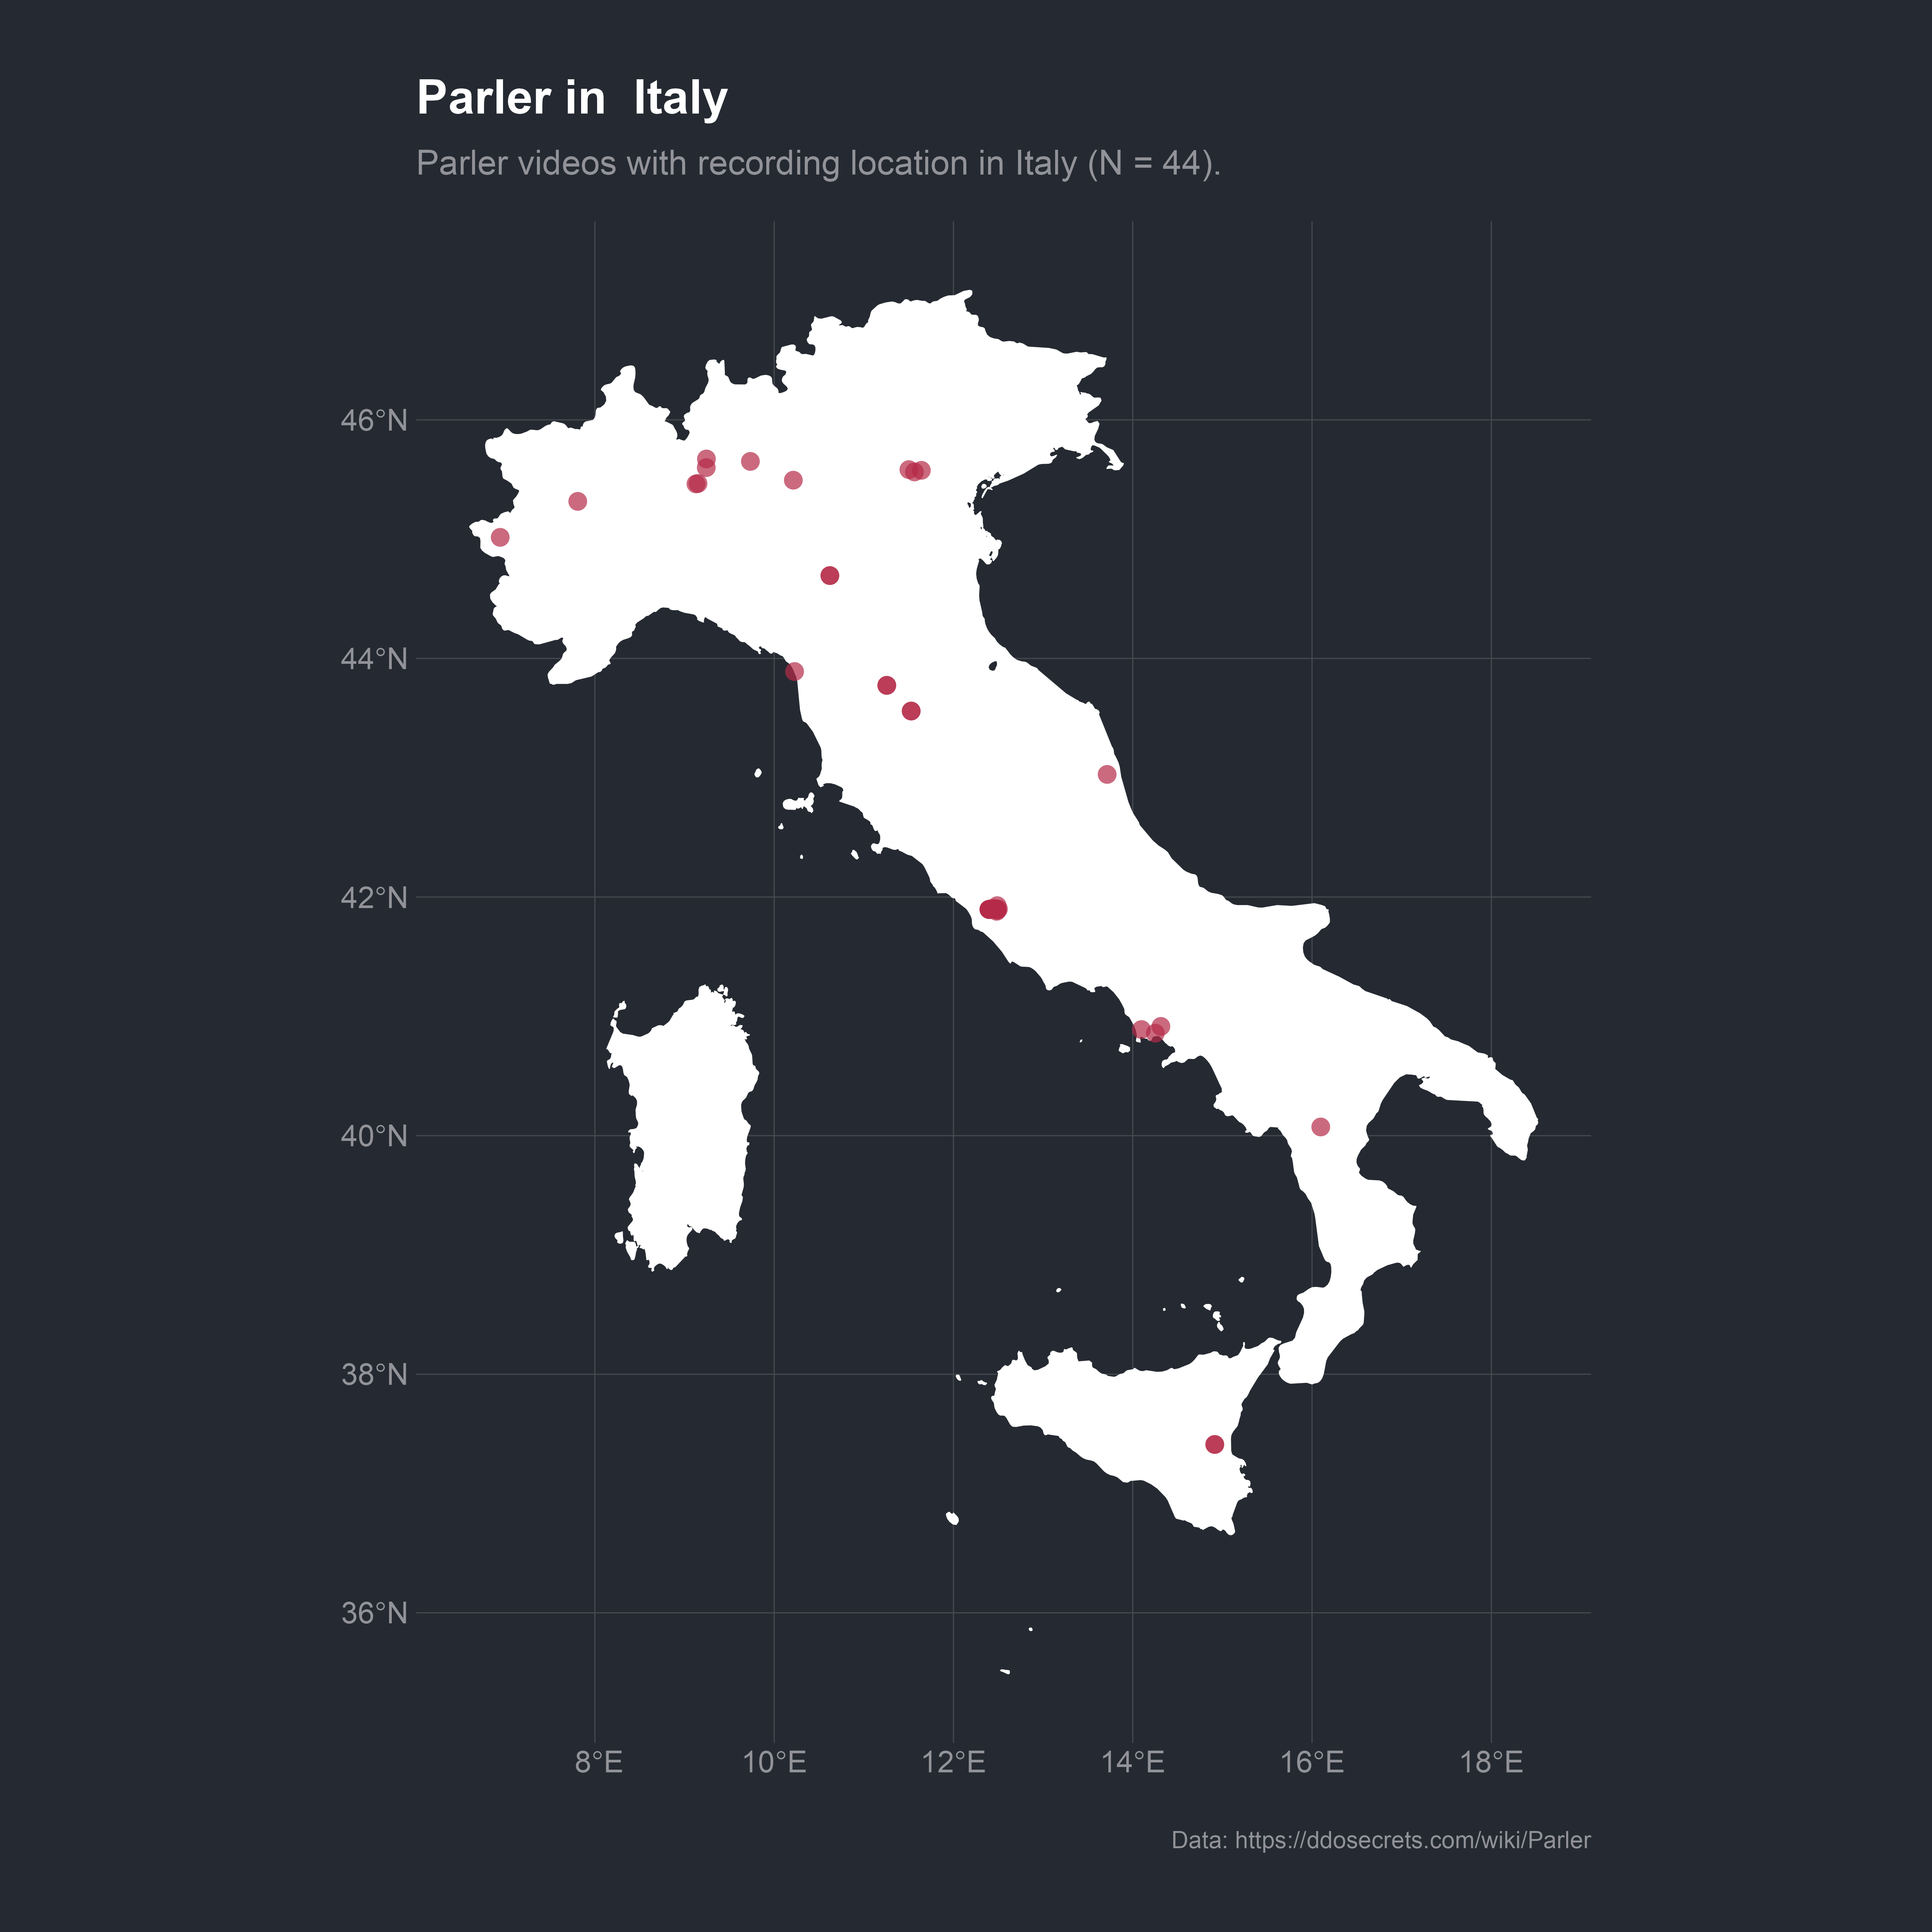 Parler in  Italy
Parler videos with recording location in Italy (N = 44).
46°N
44°N
42°N
40°N
38°N
36°N
8°E 10°E 12°E 14°E 16°E 18°E
Data: https://ddosecrets.com/wiki/Parler